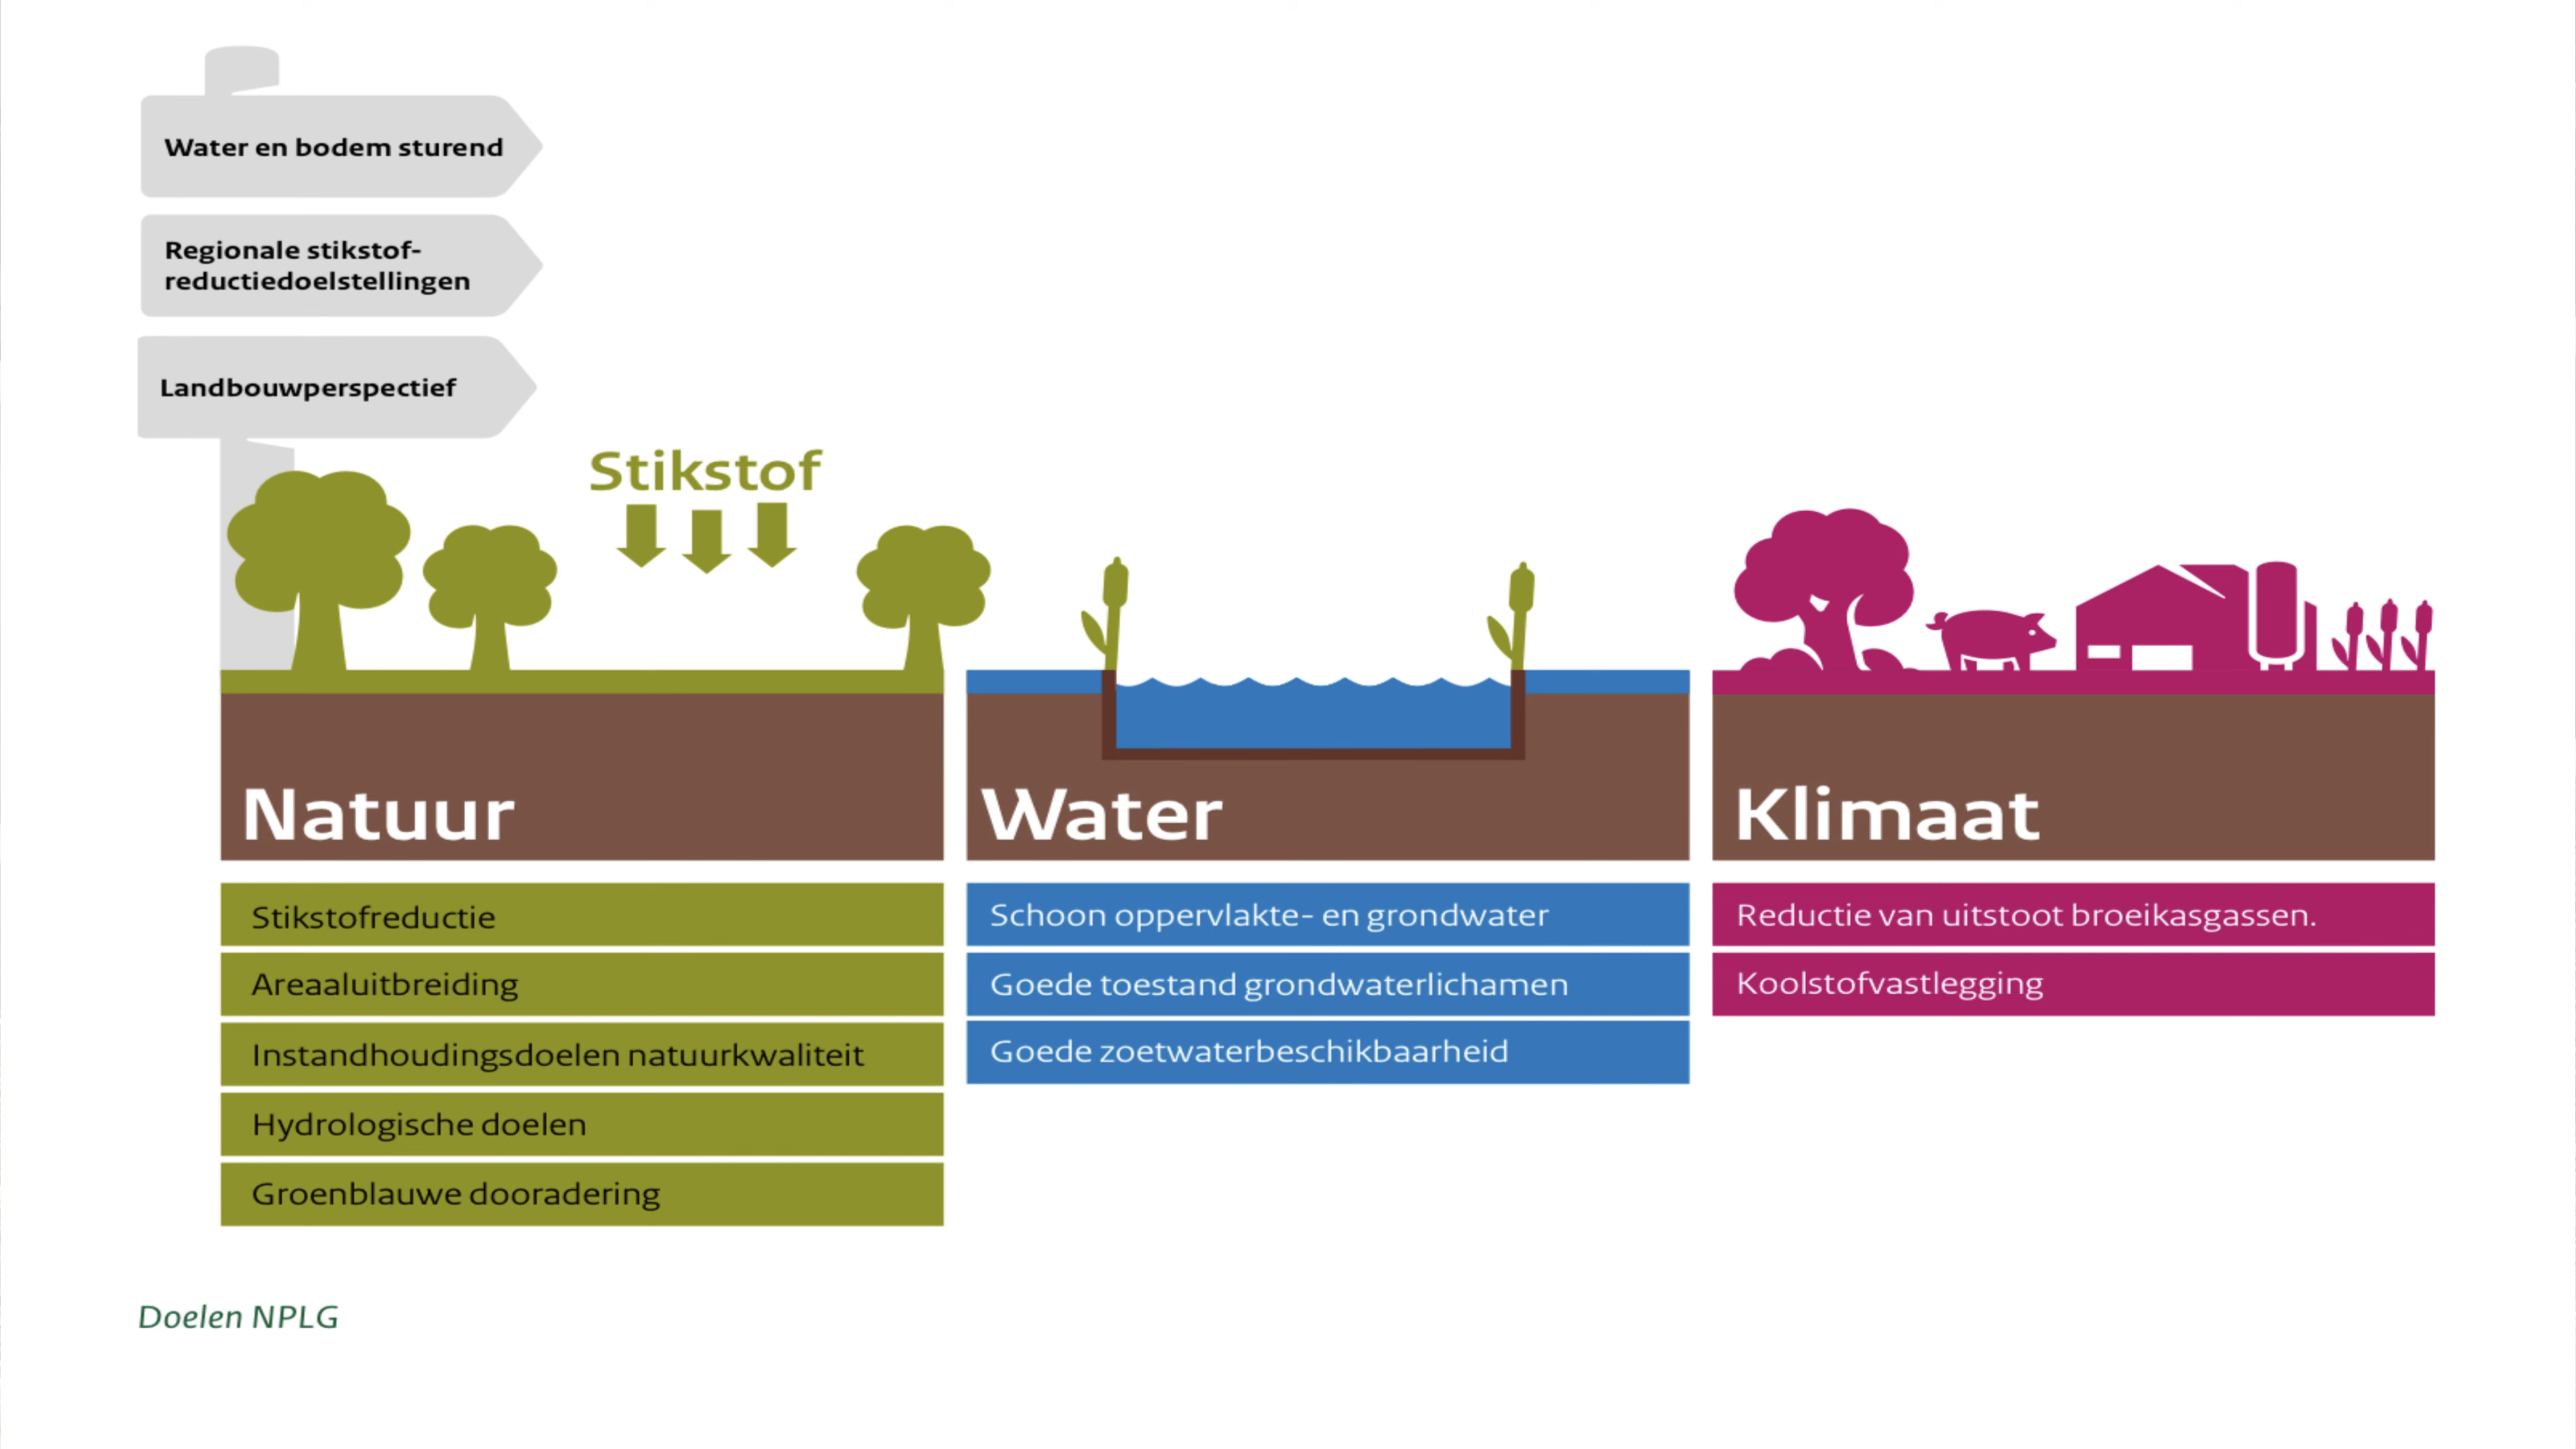 Water en bodem sturend
Regionale stikstof-
reductiedoelstellingen
Landbouwperspectief
Stikstof
Natuur
Stikstofreductie
Areaaluitbreiding
Instandhoudingsdoelen natuurkwaliteit
Hydrologische doelen
Groenblauwe dooradering
Water
Schoon oppervlakte- en grondwater
Goede toestand grondwaterlichamen
Goede zoetwaterbeschikbaarheid
Klimaat
Reductie van uitstoot broeikasgassen.
Koolstofvastlegging
Doelen NPLG